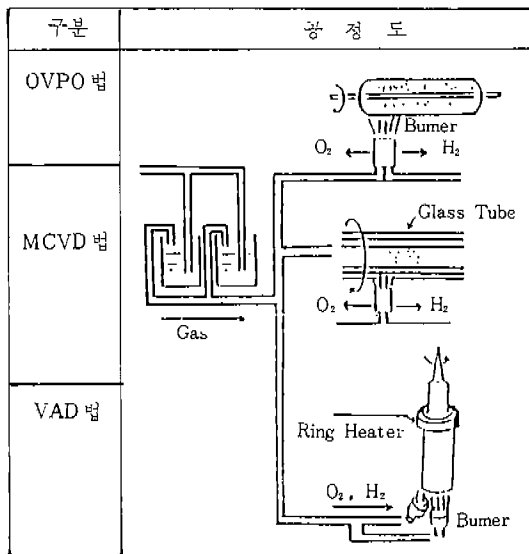 구분
공정도
OVPO 법
Bumer
O₂
H₂
MCVD 법
Glass Tube
O₂
H₂
Gas
VAD 법
Ring Heater
O₂, H₂
Bumer